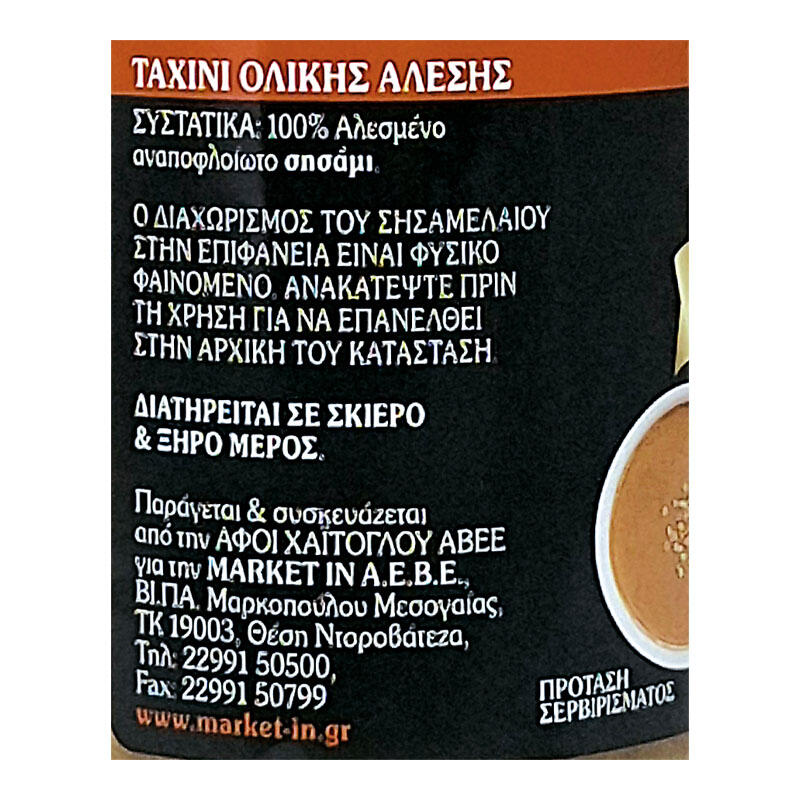 ΤΑΧΙΝΙ ΟΛΙΚΗΣ ΑΛΕΣΗΣ
ΣΥΣΤΑΤΙΚΑ: 100% Αλεσμένο
αναποφλοίωτο σησάμι.
Ο ΔΙΑΧΩΡΙΣΜΟΣ ΤΟΥ ΣΗΣΑΜΕΛΑΙΟΥ
ΣΤΗΝ ΕΠΙΦΑΝΕΙΑ ΕΙΝΑΙ ΦΥΣΙΚΟ
ΦΑΙΝΟΜΕΝΟ. ΑΝΑΚΑΤΕΨΤΕ ΠΡΙΝ
ΤΗ ΧΡΗΣΗ ΓΙΑ ΝΑ ΕΠΑΝΕΛΘΕΙ
ΣΤΗΝ ΑΡΧΙΚΗ ΤΟΥ ΚΑΤΑΣΤΑΣΗ.
ΔΙΑΤΗΡΕΙΤΑΙ ΣΕ ΣΚΙΕΡΟ
& ΞΗΡΟ ΜΕΡΟΣ.
Παράγεται & συσκευάζεται
από την ΑΦΟΙ ΧΑΪΤΟΓΛΟΥ ΑΒΕΕ
για την MARKET IN Α.Ε.Β.Ε.,
ΒΙ.ΠΑ. Μαρκοπούλου Μεσογαίας,
ΤΚ 19003, Θέση Ντοροβάτεζα,
Τηλ: 22991 50500,
Fax: 22991 50799
www.market-in.gr
ΠΡΟΤΑΣΗ
ΣΕΡΒΙΡΙΣΜΑΤΟΣ